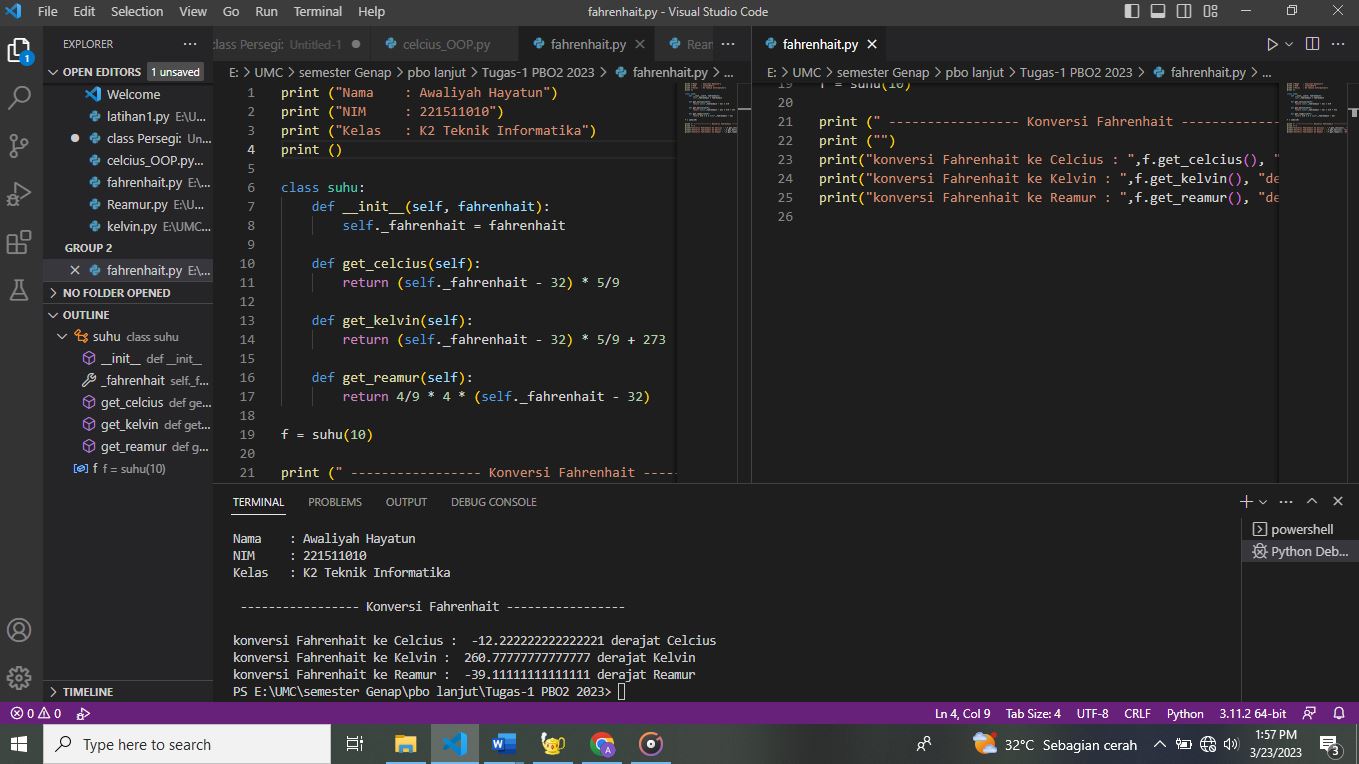 File Edit Selection View Go Run Terminal Help fahrenhait.py - Visual Studio Code
EXPLORER
OPEN EDITORS 1 unsaved
Welcome
latihan1.py E:\U...
class Persegi: Un...
celcius_OOP.py...
fahrenhait.py E:\...
Reamur.py E:\U...
kelvin.py E:\UMC...
GROUP 2
fahrenhait.py E:\...
NO FOLDER OPENED
OUTLINE
suhu class suhu
__init__ def __init__
_fahrenhait self._f...
get_celcius def ge...
get_kelvin def get...
get_reamur def g...
f f = suhu(10)
TIMELINE
class Persegi: Untitled-1 celcius_OOP.py fahrenhait.py Rean
E: > UMC > semester Genap > pbo lanjut > Tugas-1 PBO2 2023 > fahrenhait.py > ...
1 print ("Nama    : Awaliyah Hayatun")
2 print ("NIM     : 221511010")
3 print ("Kelas   : K2 Teknik Informatika")
4 print ()
5
6 class suhu:
7     def __init__(self, fahrenhait):
8         self._fahrenhait = fahrenhait
9
10     def get_celcius(self):
11         return (self._fahrenhait - 32) * 5/9
12
13     def get_kelvin(self):
14         return (self._fahrenhait - 32) * 5/9 + 273
15
16     def get_reamur(self):
17         return 4/9 * 4 * (self._fahrenhait - 32)
18
19 f = suhu(10)
20
21 print (" ----------------- Konversi Fahrenhait -----
fahrenhait.py
E: > UMC > semester Genap > pbo lanjut > Tugas-1 PBO2 2023 > fahrenhait.py > ...
19 f = suhu(10)
20
21 print (" ----------------- Konversi Fahrenhait -------------
22 print ("")
23 print("konversi Fahrenhait ke Celcius : ",f.get_celcius(), "
24 print("konversi Fahrenhait ke Kelvin : ",f.get_kelvin(), "de
25 print("konversi Fahrenhait ke Reamur : ",f.get_reamur(), "de
26
TERMINAL PROBLEMS OUTPUT DEBUG CONSOLE
Nama    : Awaliyah Hayatun
NIM     : 221511010
Kelas   : K2 Teknik Informatika
----------------- Konversi Fahrenhait -----------------
konversi Fahrenhait ke Celcius :  -12.222222222222221 derajat Celcius
konversi Fahrenhait ke Kelvin :  260.77777777777777 derajat Kelvin
konversi Fahrenhait ke Reamur :  -39.11111111111111 derajat Reamur
PS E:\UMC\semester Genap\pbo lanjut\Tugas-1 PBO2 2023>
powershell
Python Deb...
0 0 Ln 4, Col 9 Tab Size: 4 UTF-8 CRLF Python 3.11.2 64-bit
Type here to search 32°C Sebagian cerah 1:57 PM
3/23/2023
3